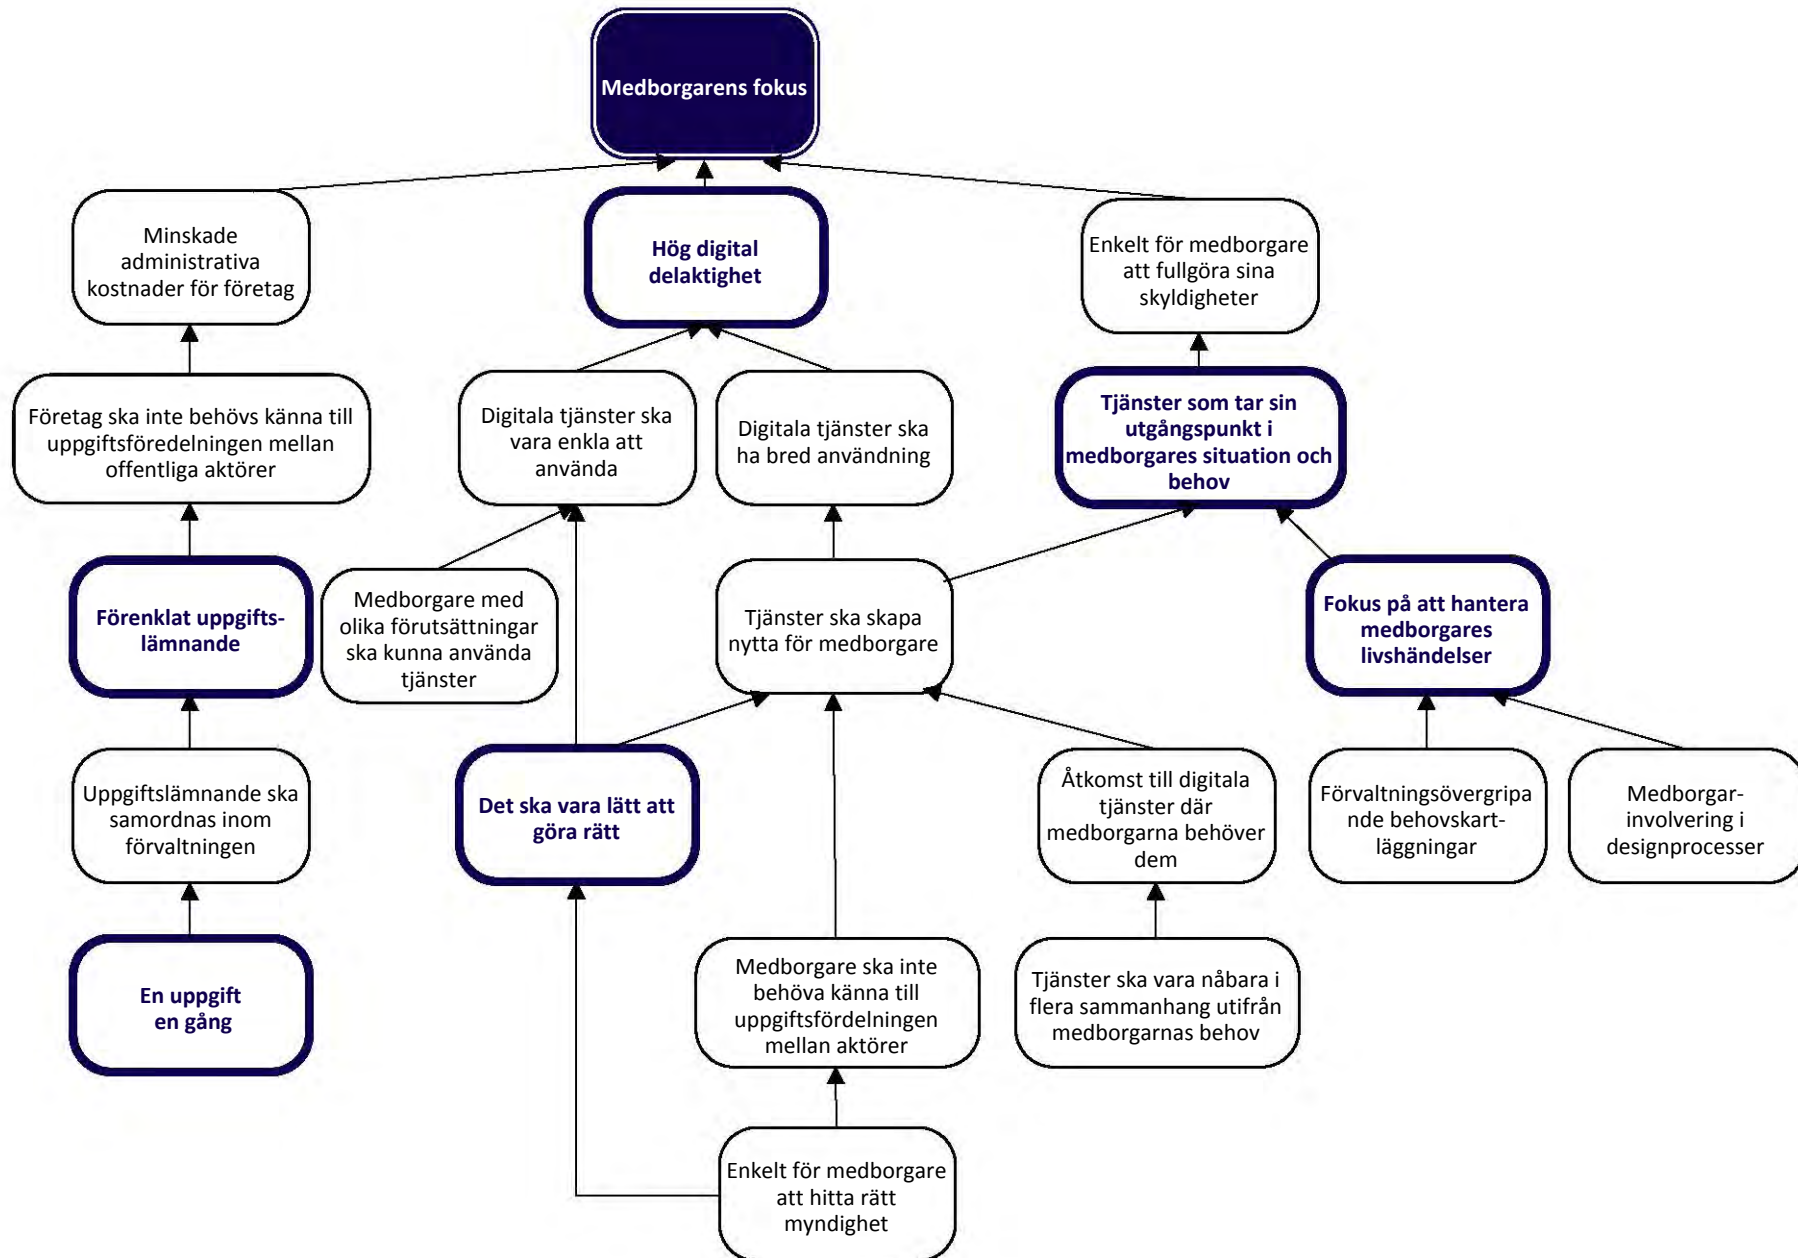 Medborgarens fokus
Minskade
administrativa
kostnader för företag
Hög digital
delaktighet
Enkelt för medborgare
att fullgöra sina
skyldigheter
Företag ska inte behövs känna till
uppgiftsföredelningen mellan
offentliga aktörer
Digitala tjänster ska
vara enkla att
använda
Digitala tjänster ska
ha bred användning
Tjänster som tar sin
utgångspunkt i
medborgares situation och
behov
Förenklat uppgifts-
lämnande
Medborgare med
olika förutsättningar
ska kunna använda
tjänster
Tjänster ska skapa
nytta för medborgare
Fokus på att hantera
medborgares
livshändelser
Uppgiftslämnande ska
samordnas inom
förvaltningen
Det ska vara lätt att
göra rätt
Åtkomst till digitala
tjänster där
medborgarna behöver
dem
Förvaltningsövergripa
nde behovskart-
läggningar
Medborgar-
involvering i
designprocesser
En uppgift
en gång
Medborgare ska inte
behöva känna till
uppgiftsfördelningen
mellan aktörer
Tjänster ska vara nåbara i
flera sammanhang utifrån
medborgarnas behov
Enkelt för medborgare
att hitta rätt
myndighet